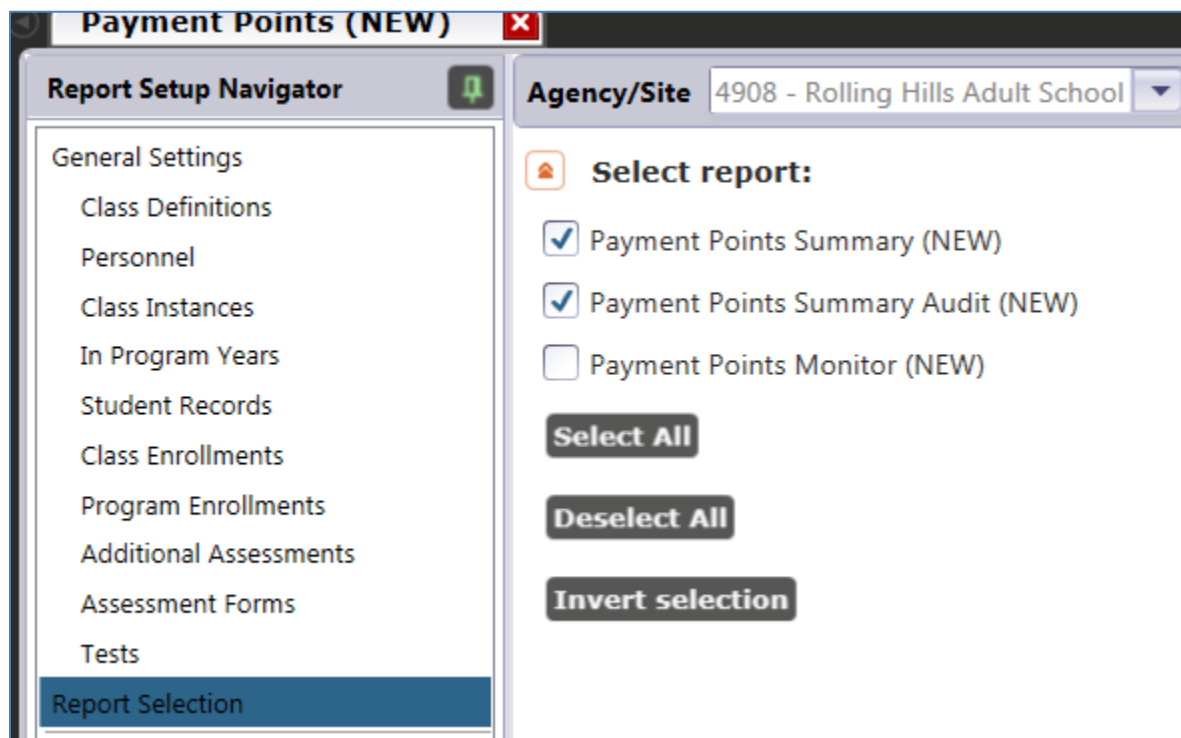 Payment Points (NEW)
Report Setup Navigator
General Settings
Class Definitions
Personnel
Class Instances
In Program Years
Student Records
Class Enrollments
Program Enrollments
Additional Assessments
Assessment Forms
Tests
Report Selection
Agency/Site 4908 - Rolling Hills Adult School
Select report:
Payment Points Summary (NEW)
Payment Points Summary Audit (NEW)
Payment Points Monitor (NEW)
Select All
Deselect All
Invert selection